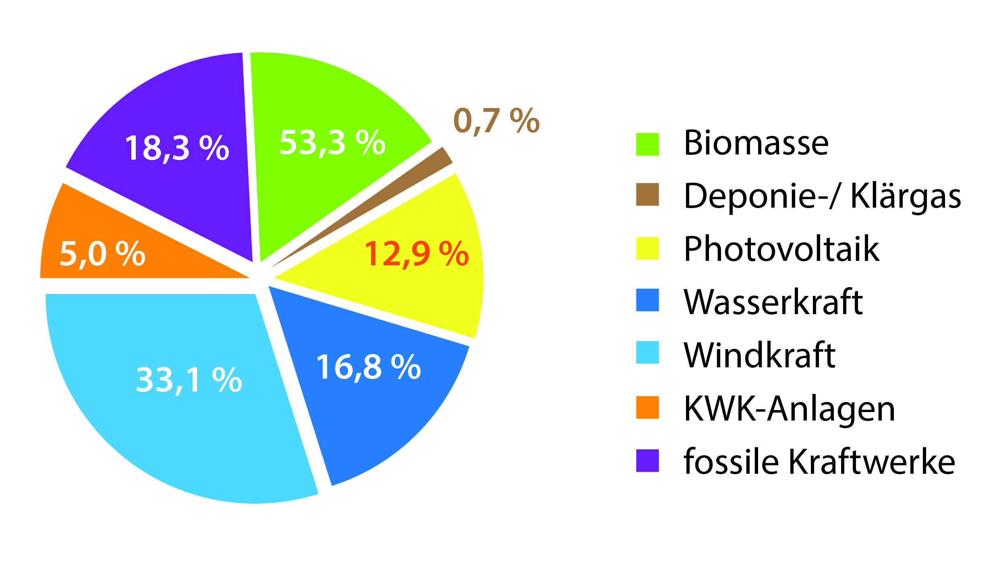 18,3 %
53,3 %
0,7 %
5,0 %
12,9 %
33,1 %
16,8 %
Biomasse
Deponie-/ Klärgas
Photovoltaik
Wasserkraft
Windkraft
KWK-Anlagen
fossile Kraftwerke